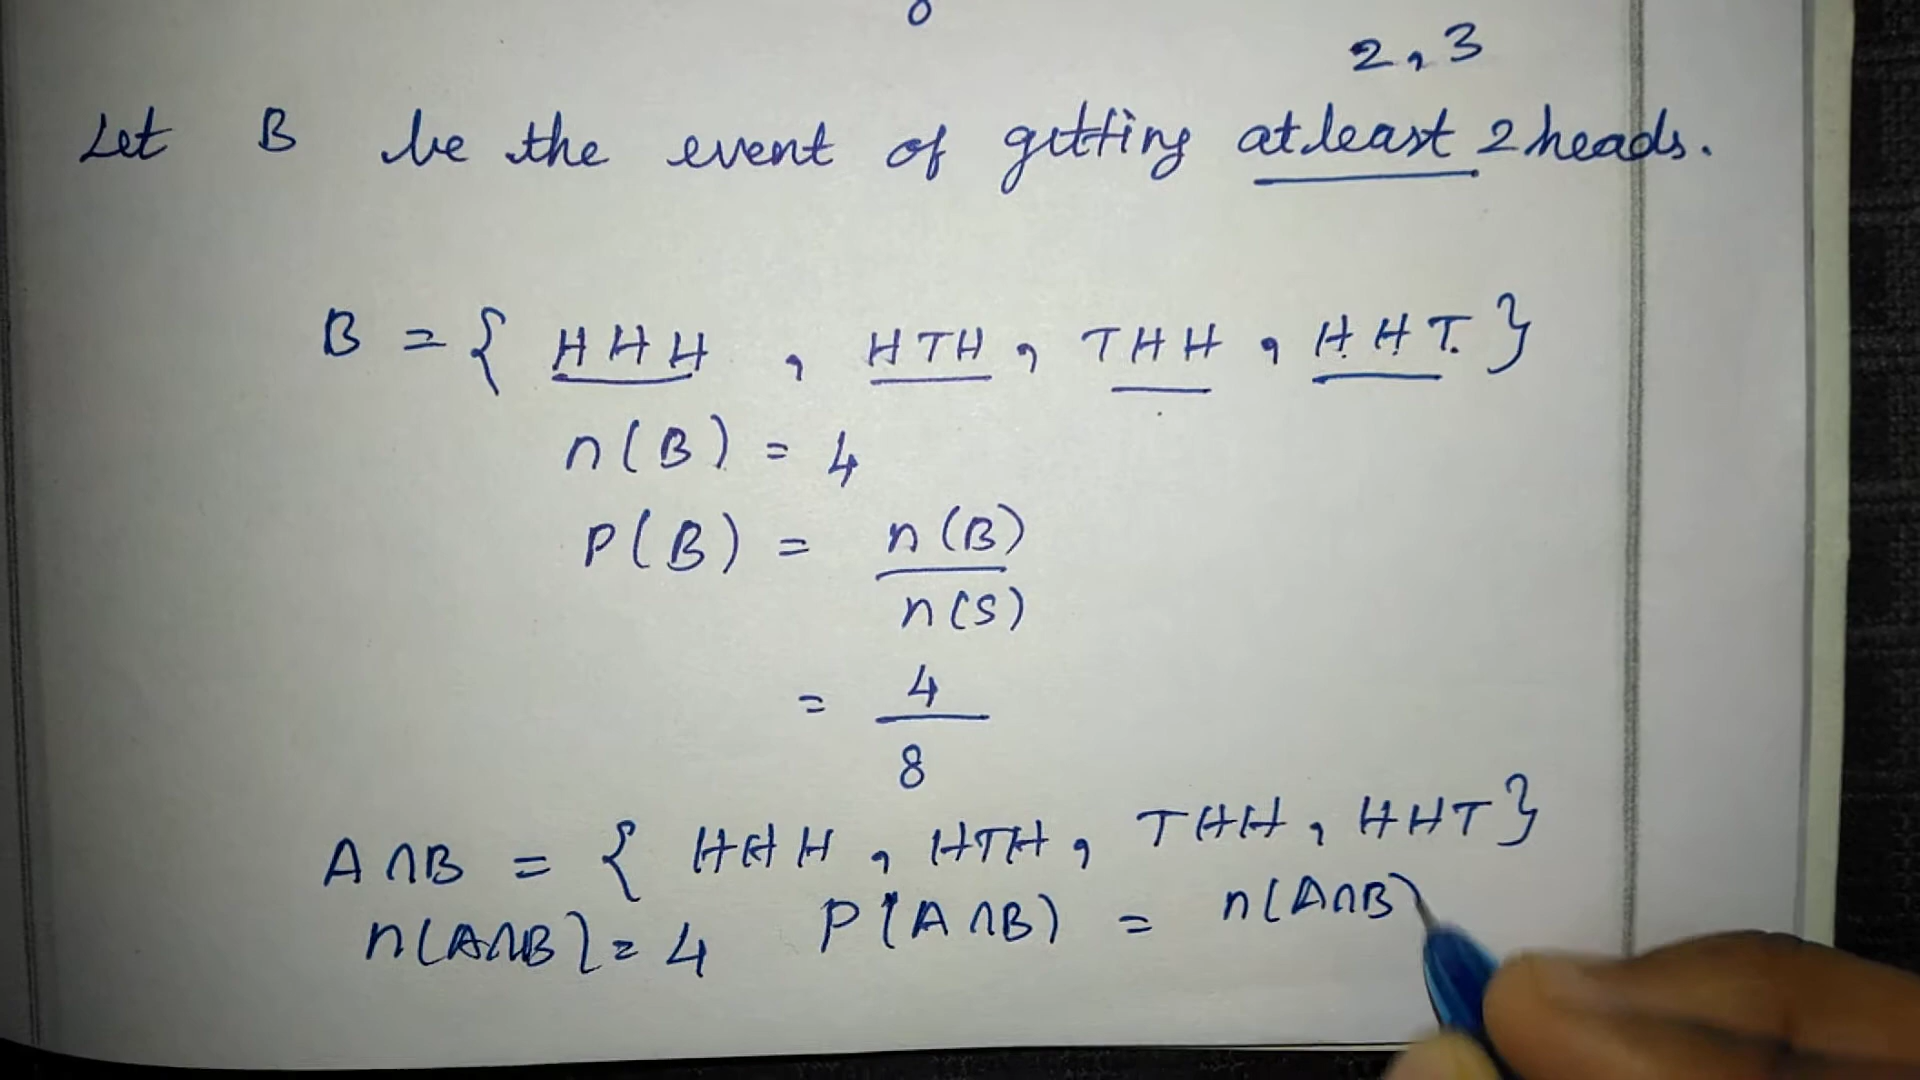 2,3
Let B be the event of getting atleast 2 heads.
B = { HHH , HTH , THH , HHT. }
n(B) = 4
P(B) = n(B)
n(S)
= 4
8
A∩B = { HHH , HTH , THH , HHT }
n(A∩B) = 4 P(A∩B) = n(A∩B)